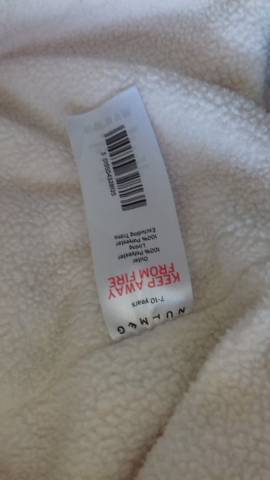 NUTMEG
7-10 years
KEEP AWAY
FROM FIRE
Outer
100% Polyester
Lining
100% Polyester
Excluding Trims